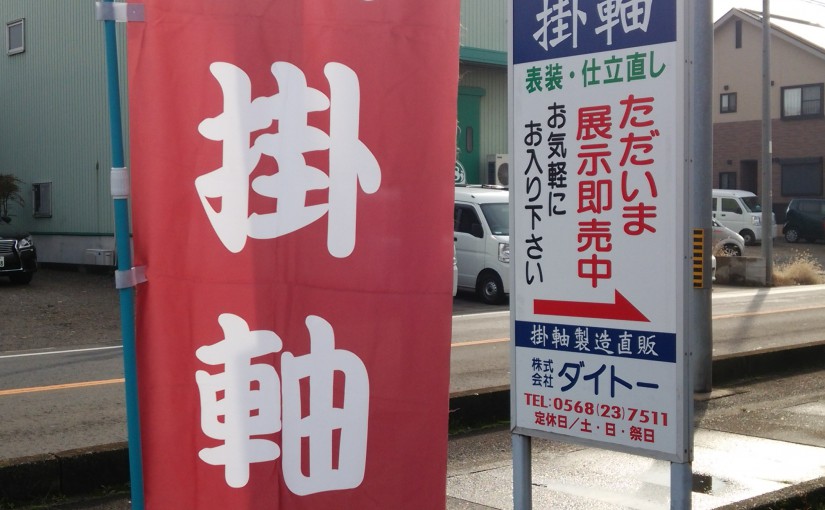 掛軸
掛軸
表装・仕立直し
ただいま
展示即売中
お気軽に
お入り下さい
掛軸製造直販
株式会社 ダイトー
TEL:0568(23)7511
定休日／土・日・祭日